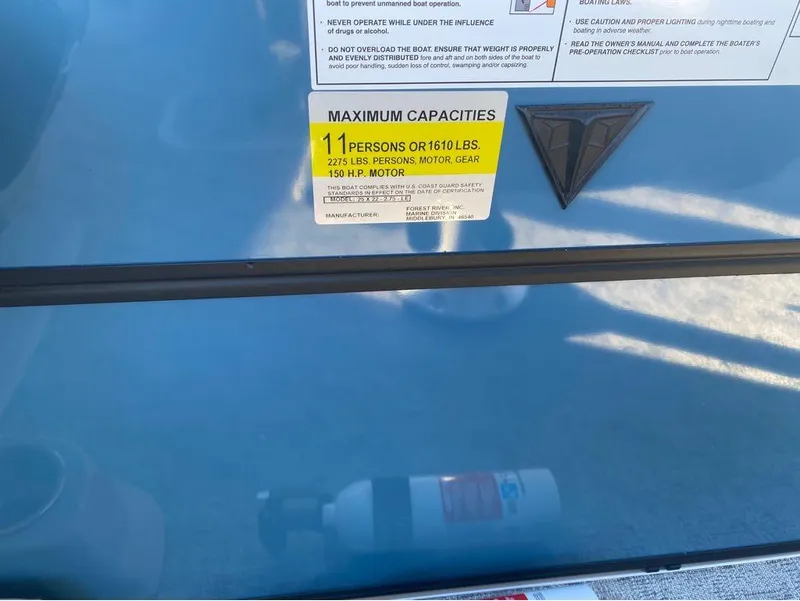 boat to prevent unmanned boat operation.
• NEVER OPERATE WHILE UNDER THE INFLUENCE
of drugs or alcohol.
• DO NOT OVERLOAD THE BOAT. ENSURE THAT WEIGHT IS PROPERLY
AND EVENLY DISTRIBUTED fore and aft and on both sides of the boat to
avoid poor handling, sudden loss of control, swamping and/or capsizing.
BOATING LAWS.
• USE CAUTION AND PROPER LIGHTING during nighttime boating and
boating in adverse weather.
• READ THE OWNER'S MANUAL AND COMPLETE THE BOATER'S
PRE-OPERATION CHECKLIST prior to boat operation.
MAXIMUM CAPACITIES
11 PERSONS OR 1610 LBS.
2275 LBS. PERSONS, MOTOR, GEAR
150 H.P. MOTOR
THIS BOAT COMPLIES WITH U.S. COAST GUARD SAFETY
STANDARDS IN EFFECT ON THE DATE OF CERTIFICATION
MODEL: 25 X 22 - 2.75 - LE
MANUFACTURER: FOREST RIVER, INC.
MARINE DIVISION
MIDDLEBURY, IN 46540